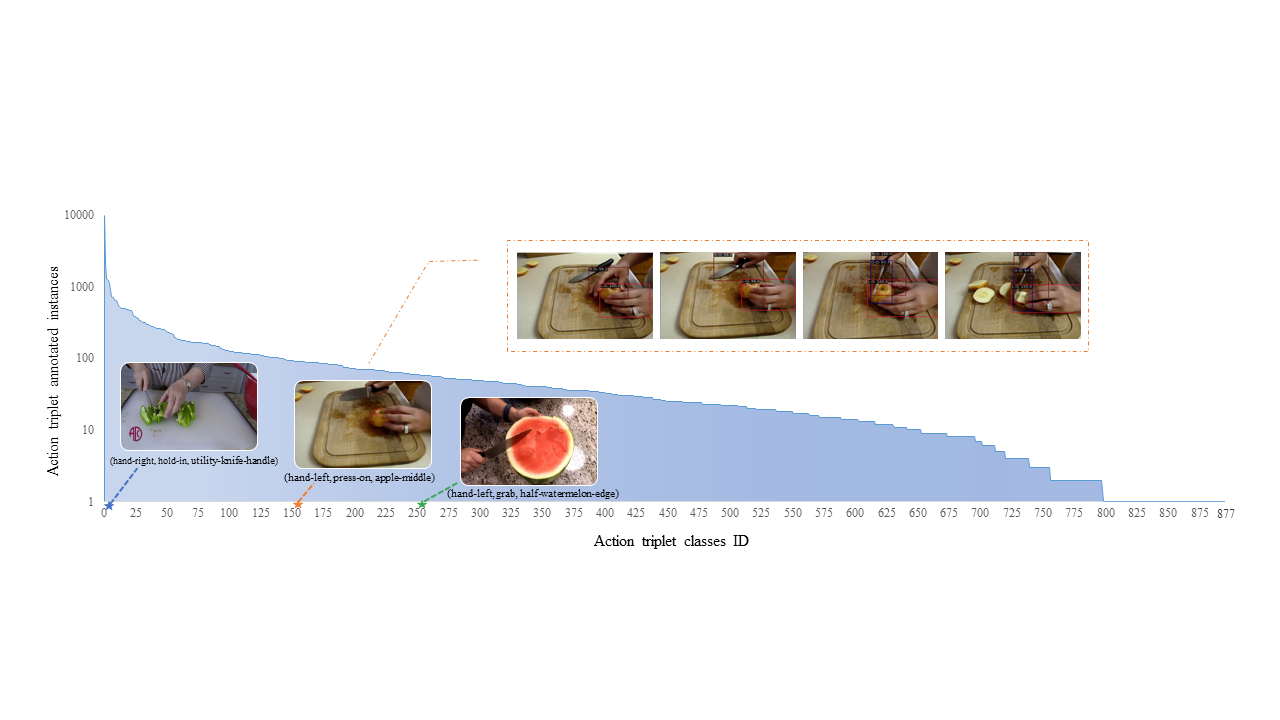 10000
1000
100
10
1
Action triplet annotated instances
(hand-right, hold-in, utility-knife-handle)
(hand-left, press-on, apple-middle)
(hand-left, grab, half-watermelon-edge)
0 25 50 75 100 125 150 175 200 225 250 275 300 325 350 375 400 425 450 475 500 525 550 575 600 625 650 675 700 725 750 775 800 825 850 875 877
Action triplet classes ID